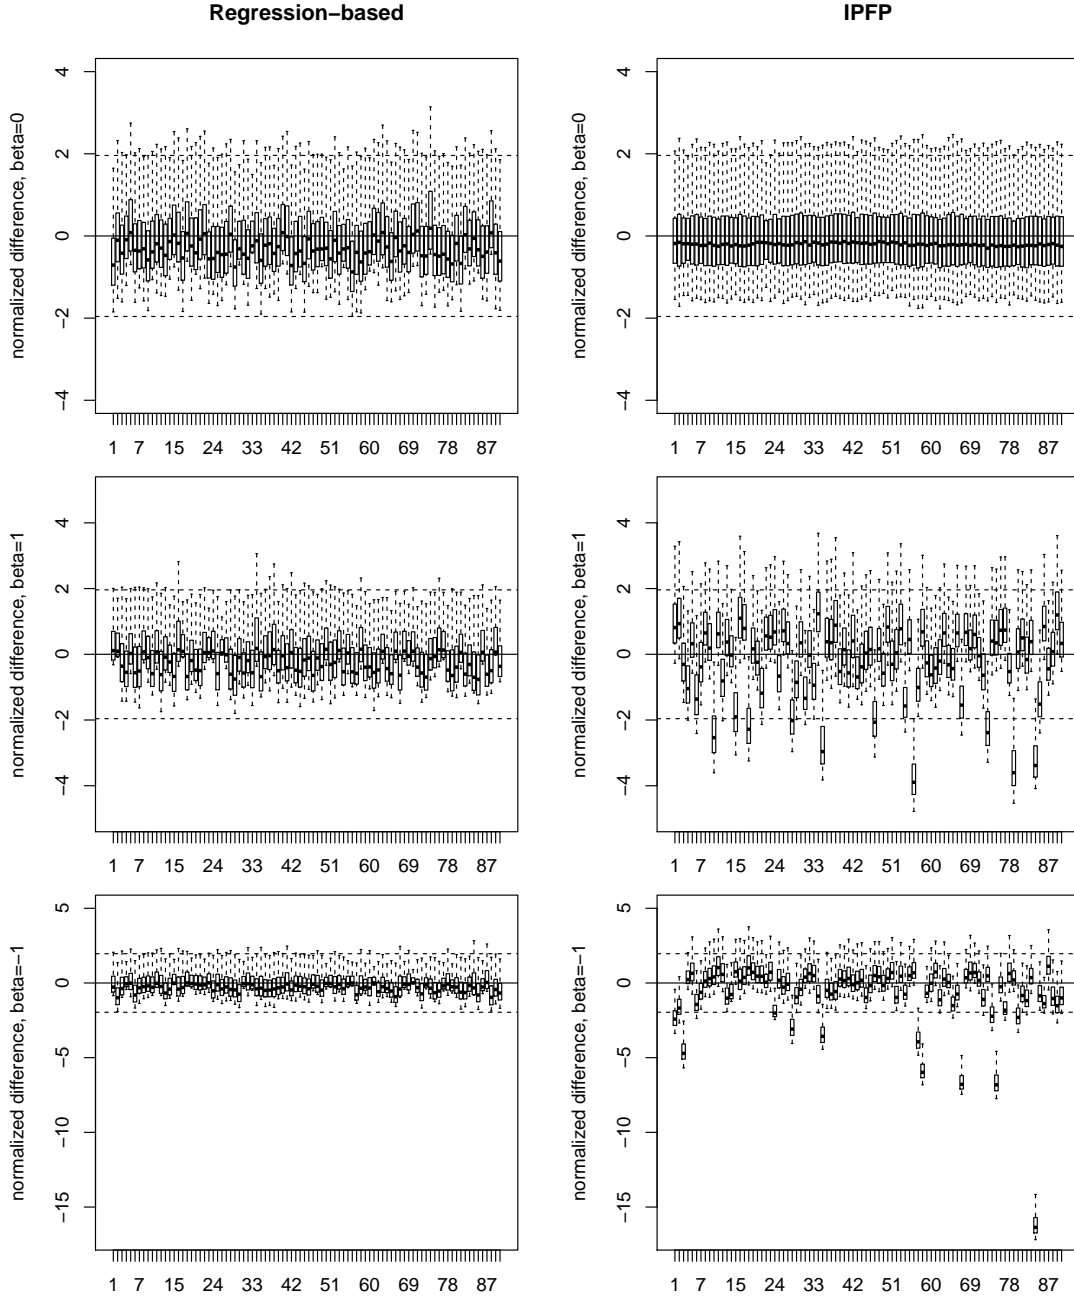 Regression−based
IPFP
normalized difference, beta=0
4
2
0
−2
−4
1 7 15 24 33 42 51 60 69 78 87
normalized difference, beta=0
4
2
0
−2
−4
1 7 15 24 33 42 51 60 69 78 87
normalized difference, beta=1
4
2
0
−2
−4
1 7 15 24 33 42 51 60 69 78 87
normalized difference, beta=1
4
2
0
−2
−4
1 7 15 24 33 42 51 60 69 78 87
normalized difference, beta=−1
5
0
−5
−10
−15
1 7 15 24 33 42 51 60 69 78 87
normalized difference, beta=−1
5
0
−5
−10
−15
1 7 15 24 33 42 51 60 69 78 87